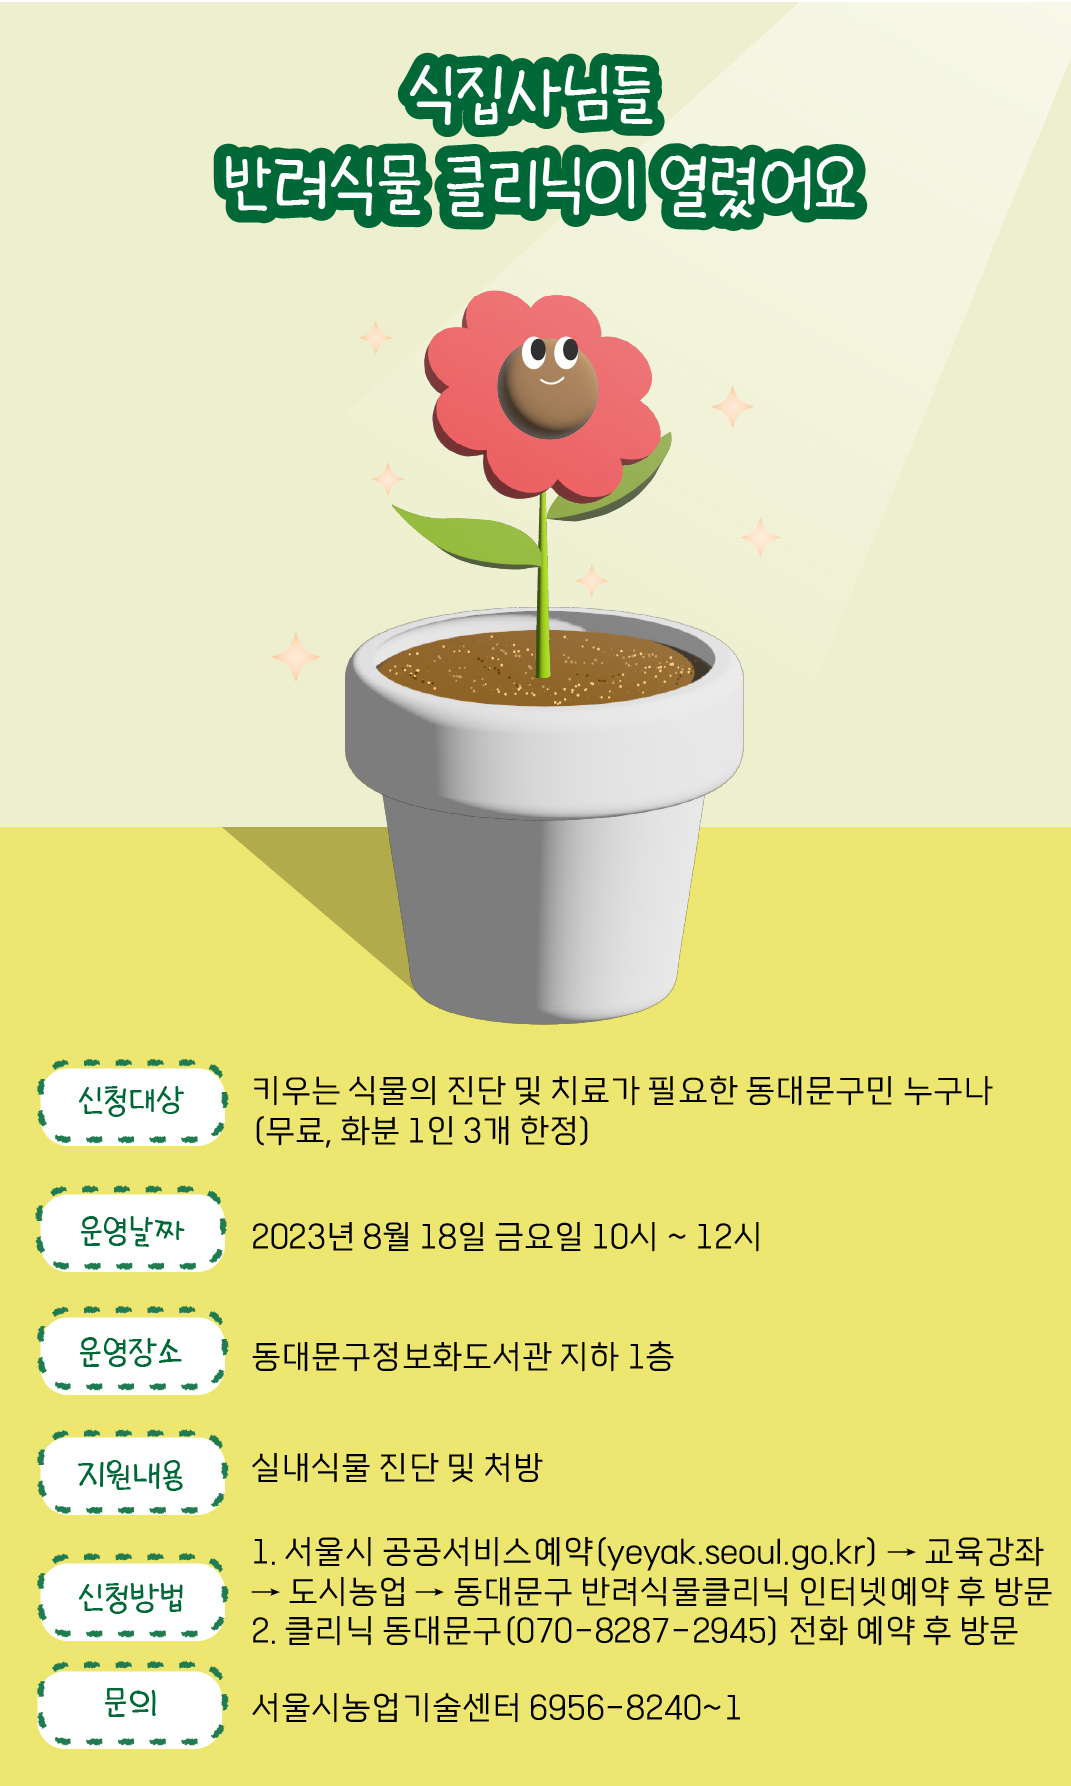 식집사님들
반려식물 클리닉이 열렸어요
신청대상
키우는 식물의 진단 및 치료가 필요한 동대문구민 누구나
(무료, 화분 1인 3개 한정)
운영날짜
2023년 8월 18일 금요일 10시 ~ 12시
운영장소
동대문구정보화도서관 지하 1층
지원내용
실내식물 진단 및 처방
신청방법
1. 서울시 공공서비스예약(yeyak.seoul.go.kr) → 교육강좌
→ 도시농업 → 동대문구 반려식물클리닉 인터넷예약 후 방문
2. 클리닉 동대문구(070-8287-2945) 전화 예약 후 방문
문의
서울시농업기술센터 6956-8240~1